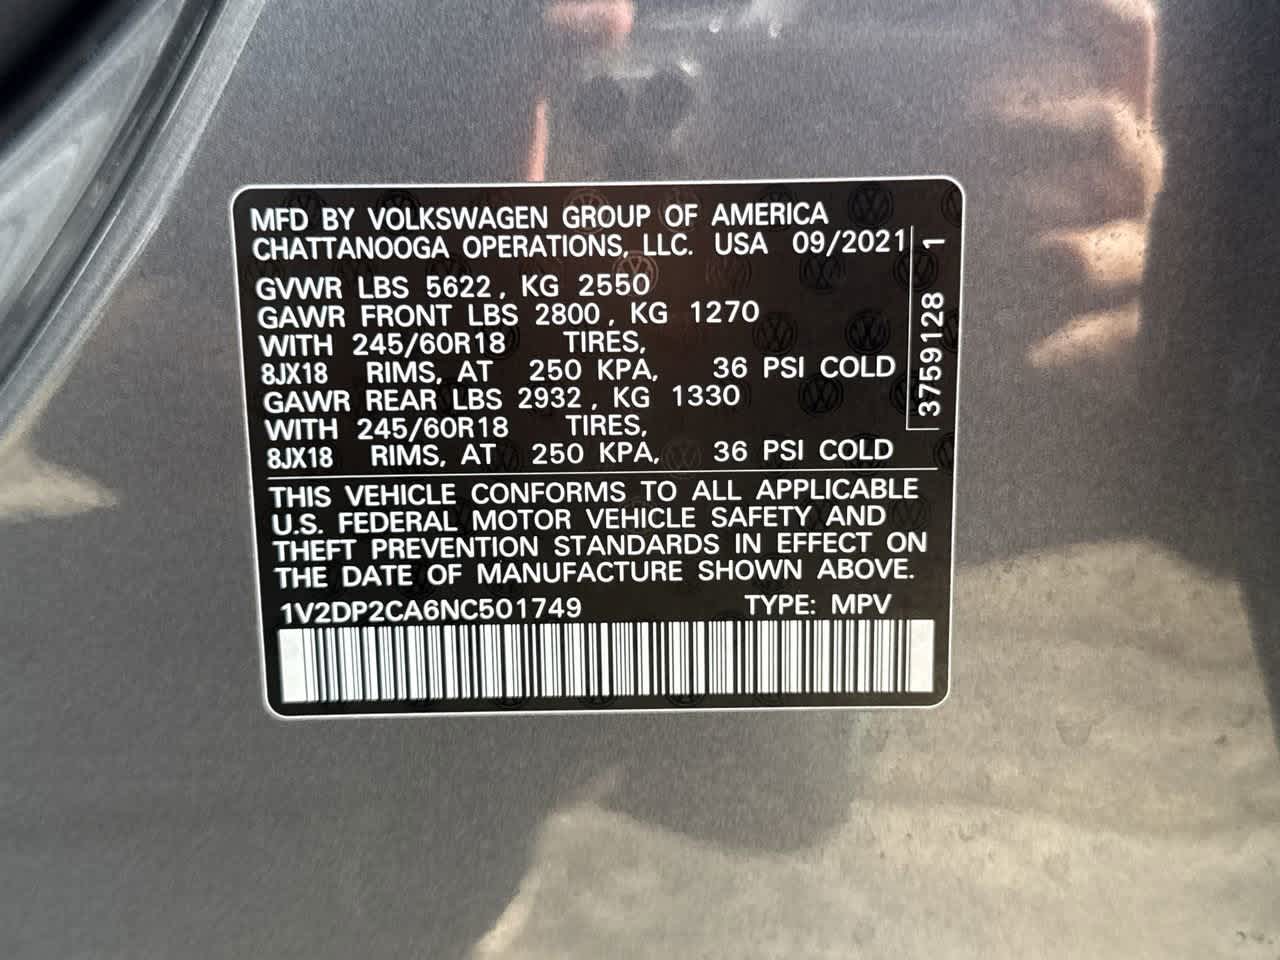 MFD BY VOLKSWAGEN GROUP OF AMERICA
CHATTANOOGA OPERATIONS, LLC. USA 09/2021
GVWR LBS 5622, KG 2550
GAWR FRONT LBS 2800, KG 1270
WITH 245/60R18 TIRES,
8JX18 RIMS, AT 250 KPA, 36 PSI COLD
GAWR REAR LBS 2932, KG 1330
WITH 245/60R18 TIRES,
8JX18 RIMS, AT 250 KPA, 36 PSI COLD
3759128 1
THIS VEHICLE CONFORMS TO ALL APPLICABLE
U.S. FEDERAL MOTOR VEHICLE SAFETY AND
THEFT PREVENTION STANDARDS IN EFFECT ON
THE DATE OF MANUFACTURE SHOWN ABOVE.
1V2DP2CA6NC501749 TYPE: MPV